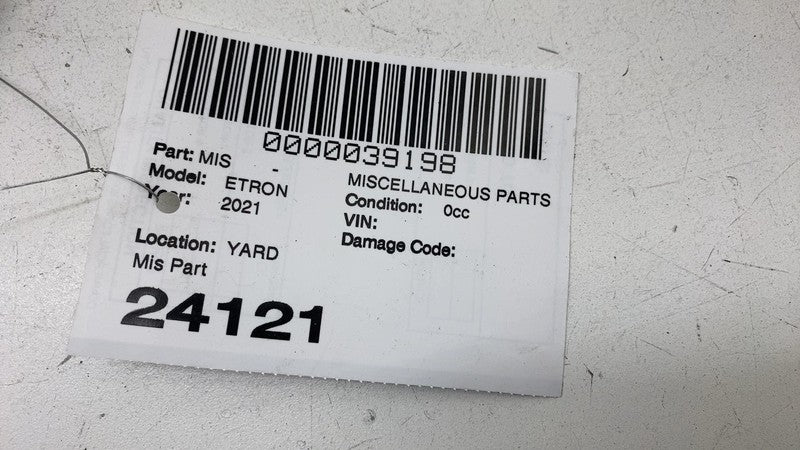 0000039198
Part: MIS - MISCELLANEOUS PARTS
Model: ETRON Condition: 0cc
Year: 2021 VIN:
Damage Code:
Location: YARD
Mis Part
24121